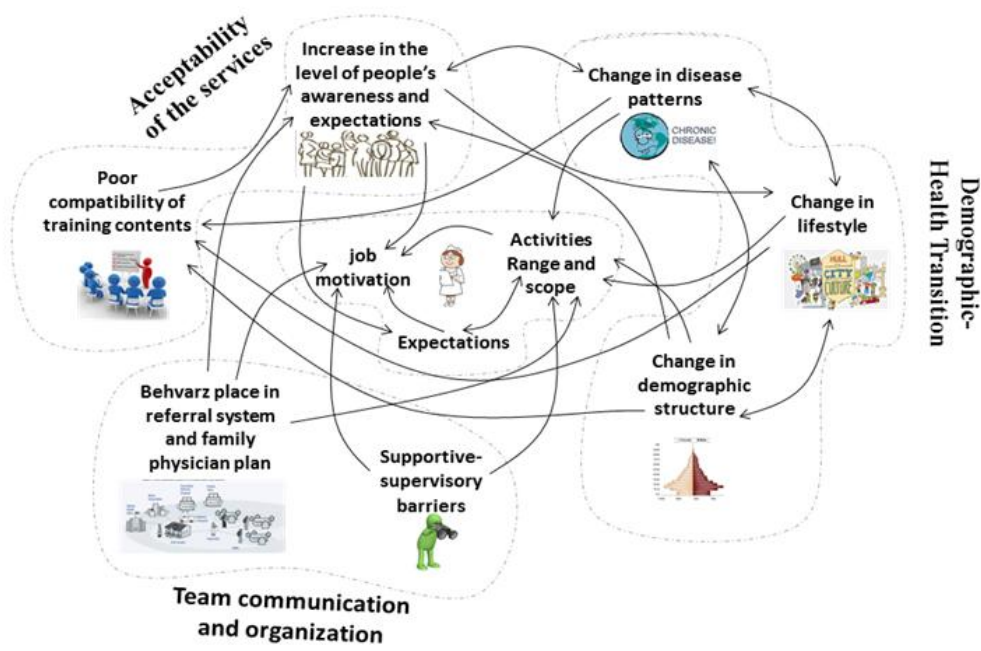 Acceptability
of the services
Increase in the
level of people's
awareness and
expectations
Change in disease
patterns
CHRONIC
DISEASE!
Demographic-
Health Transition
Poor
compatibility of
training contents
Change in
lifestyle
HULL
CITY
CULTURE
job
motivation
Activities
Range and
scope
Expectations
Change in
demographic
structure
Behvarz place in
referral system
and family
physician plan
Supportive-
supervisory
barriers
Team communication
and organization